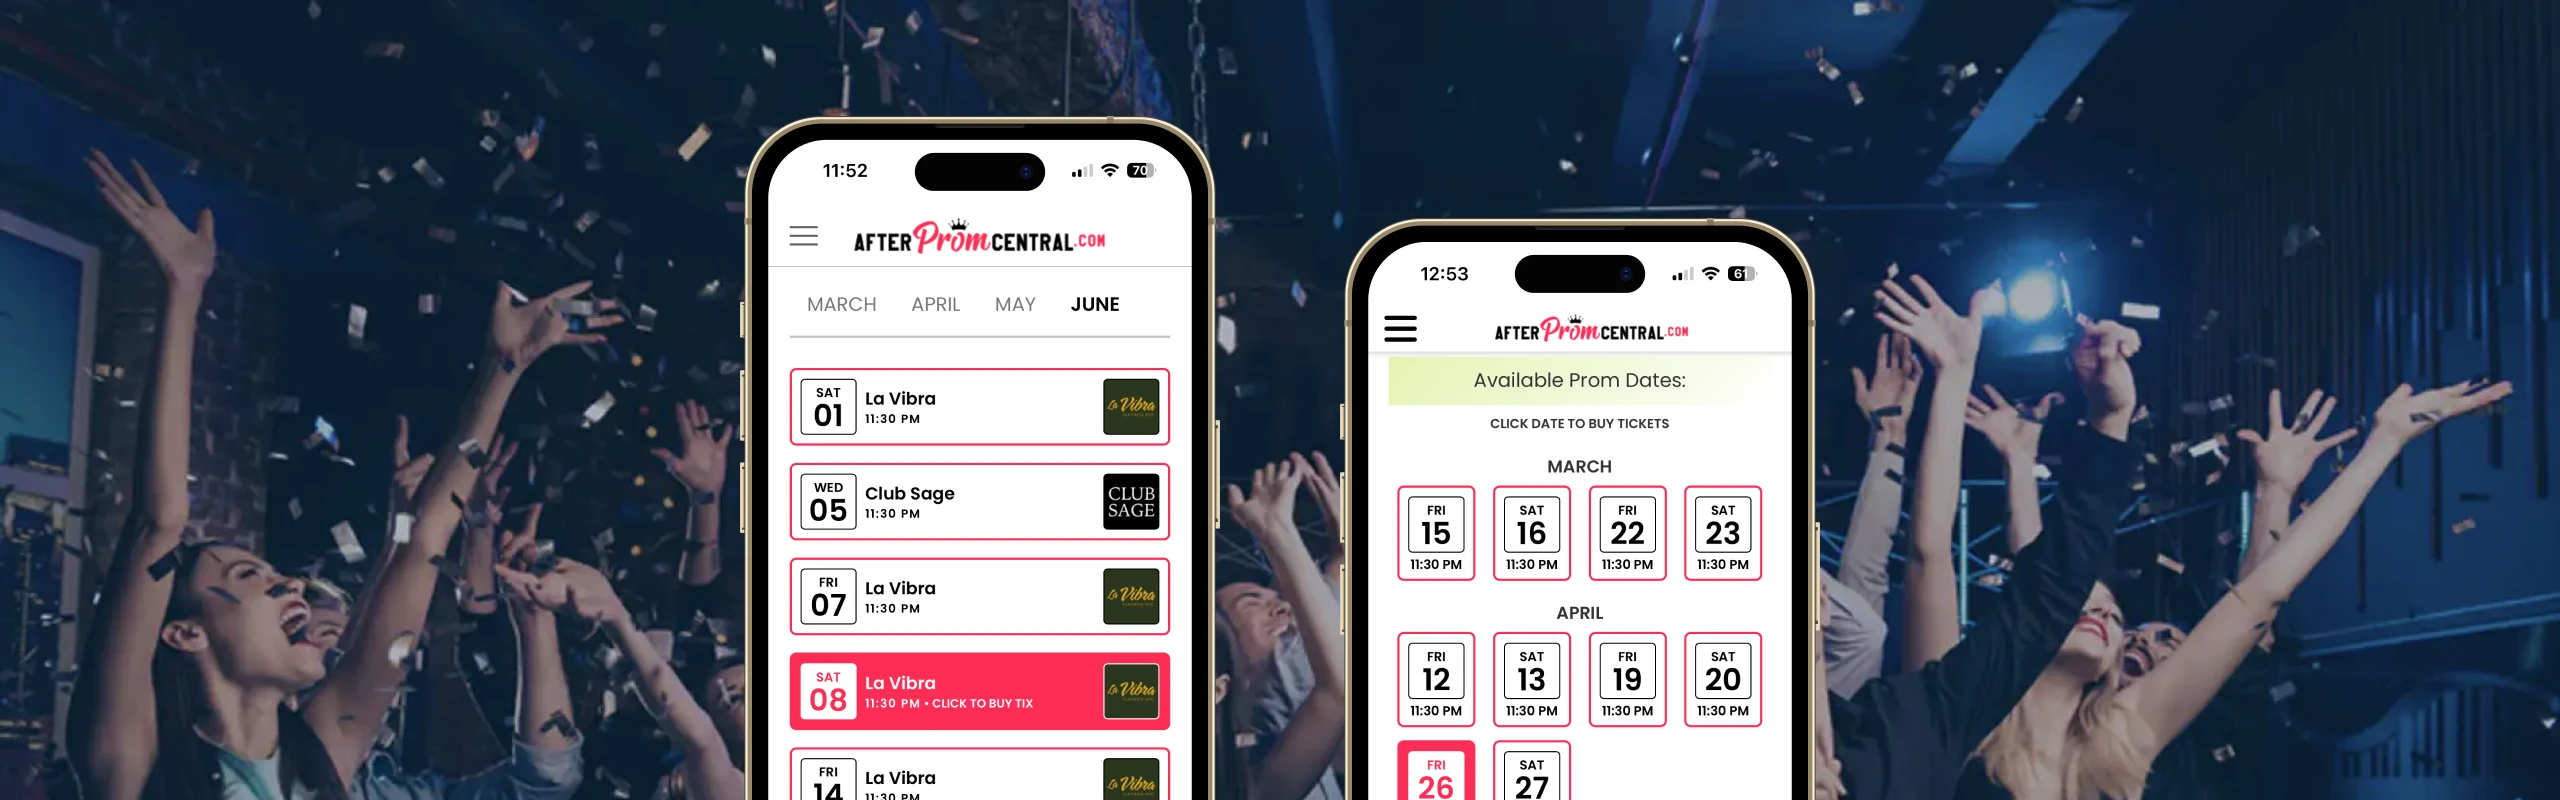 11:52
70
AFTER Prom CENTRAL.COM
MARCH APRIL MAY JUNE
SAT
01
La Vibra
11:30 PM
La Vibra
WED
05
Club Sage
11:30 PM
CLUB
SAGE
FRI
07
La Vibra
11:30 PM
La Vibra
SAT
08
La Vibra
11:30 PM • CLICK TO BUY TIX
La Vibra
FRI
14
La Vibra
11:30 PM
La Vibra
12:53
61
AFTER Prom CENTRAL.COM
Available Prom Dates:
CLICK DATE TO BUY TICKETS
MARCH
FRI SAT FRI SAT
15 16 22 23
11:30 PM 11:30 PM 11:30 PM 11:30 PM
APRIL
FRI SAT FRI SAT
12 13 19 20
11:30 PM 11:30 PM 11:30 PM 11:30 PM
FRI SAT
26 27